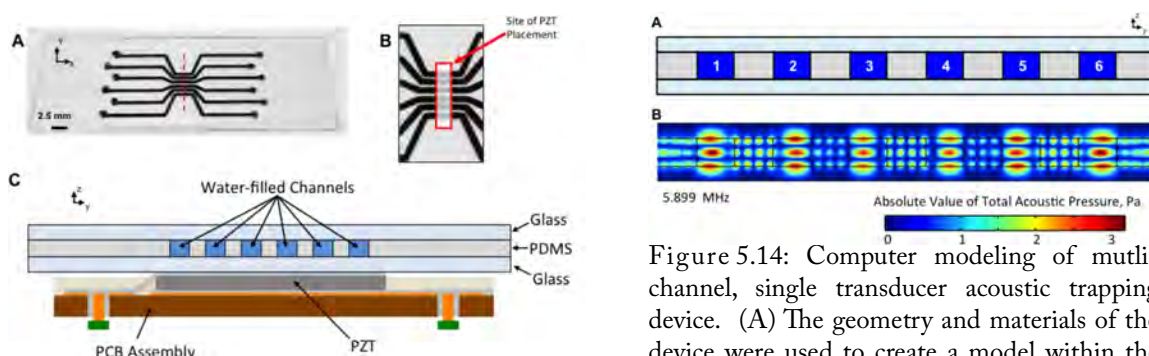 A
Y
X
2.5 mm
B
Site of PZT
Placement
C
z
Y
Water-filled Channels
Glass
PDMS
Glass
PCB Assembly
PZT
A
z
Y
1 2 3 4 5 6
B
5.899 MHz
Absolute Value of Total Acoustic Pressure, Pa
0 1 2 3
Figure 5.14: Computer modeling of mutli
channel, single transducer acoustic trapping
device. (A) The geometry and materials of the
device were used to create a model within the